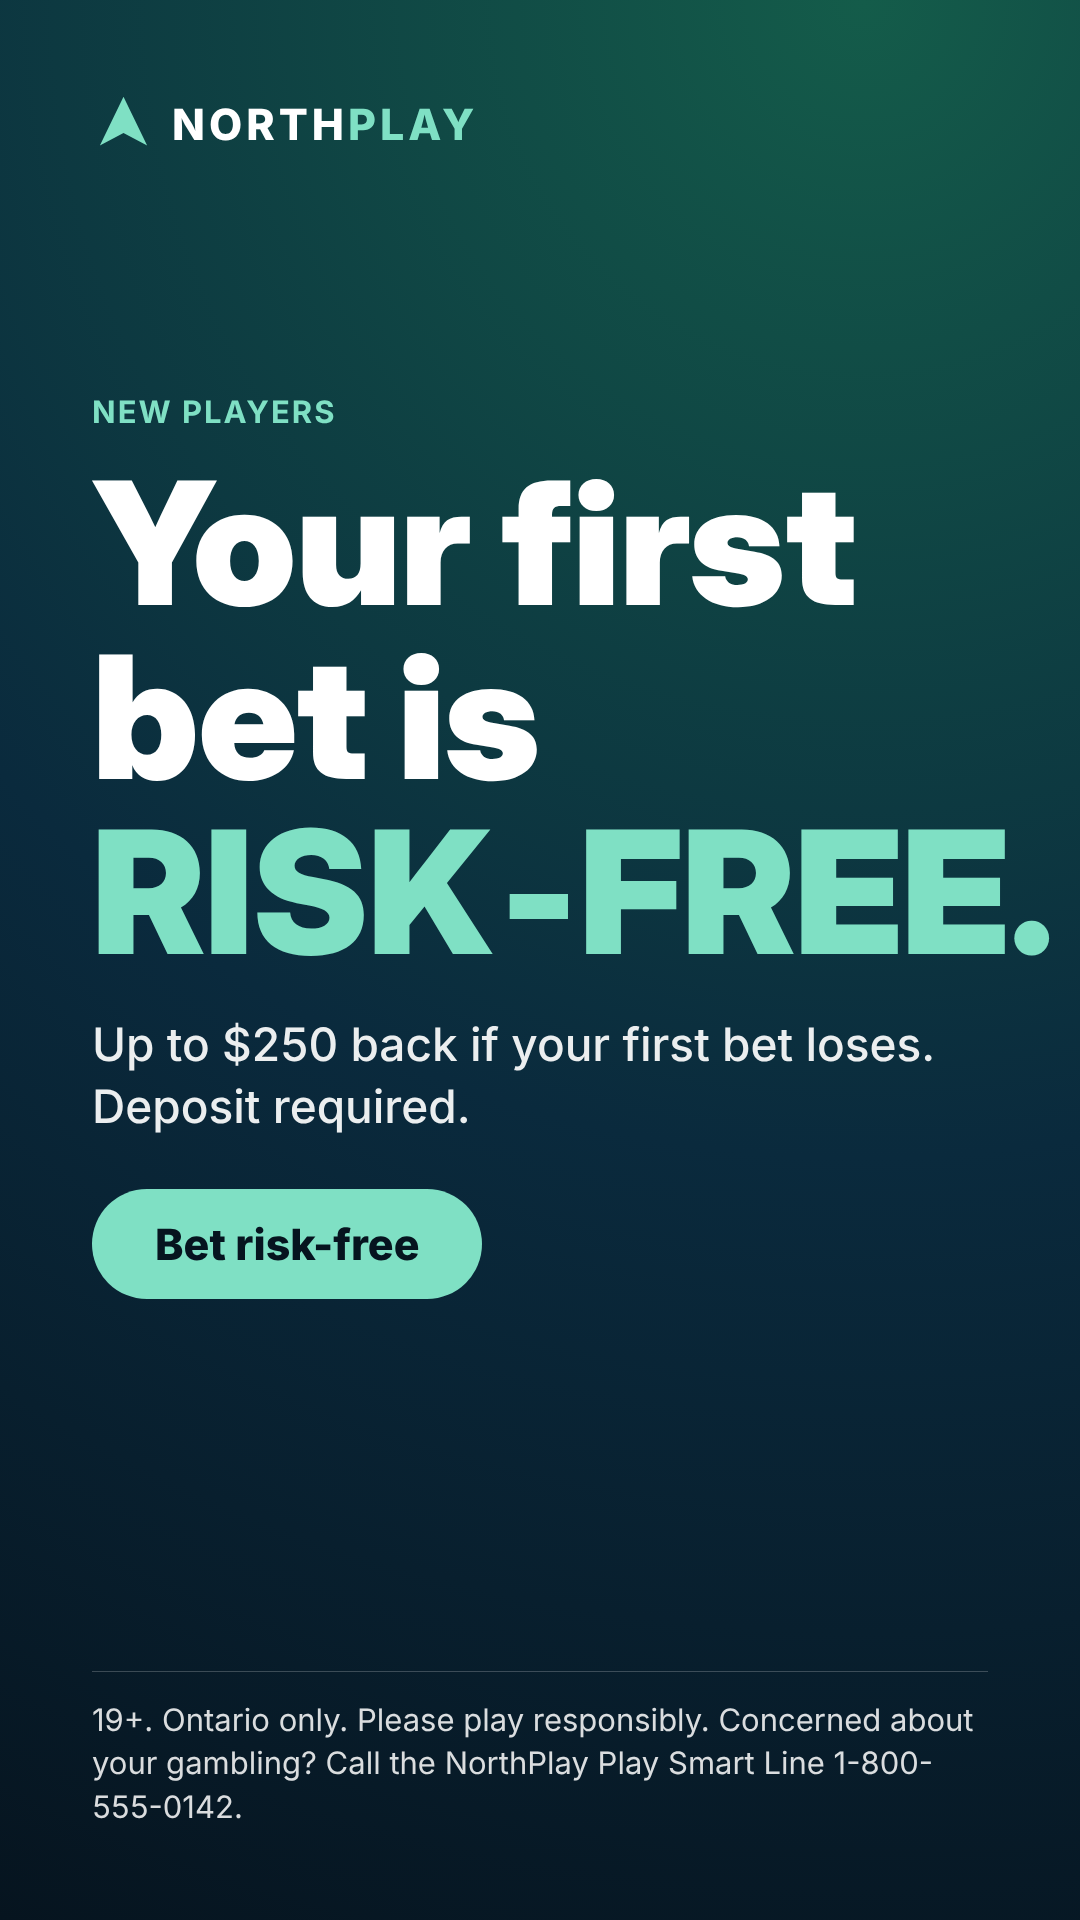 NORTHPLAY
NEW PLAYERS
Your first
bet is
RISK-FREE.
Up to $250 back if your first bet loses.
Deposit required.
Bet risk-free
19+. Ontario only. Please play responsibly. Concerned about
your gambling? Call the NorthPlay Play Smart Line 1-800-
555-0142.